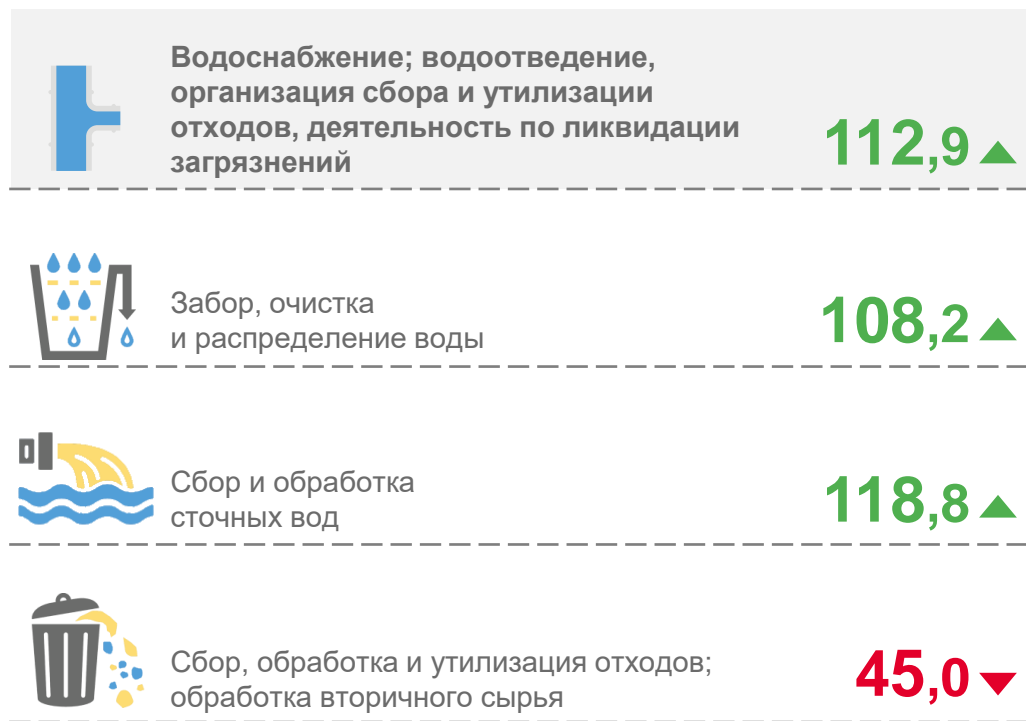 Водоснабжение; водоотведение,
организация сбора и утилизации
отходов, деятельность по ликвидации
загрязнений
112,9
Забор, очистка
и распределение воды
108,2
Сбор и обработка
сточных вод
118,8
Сбор, обработка и утилизация отходов;
обработка вторичного сырья
45,0